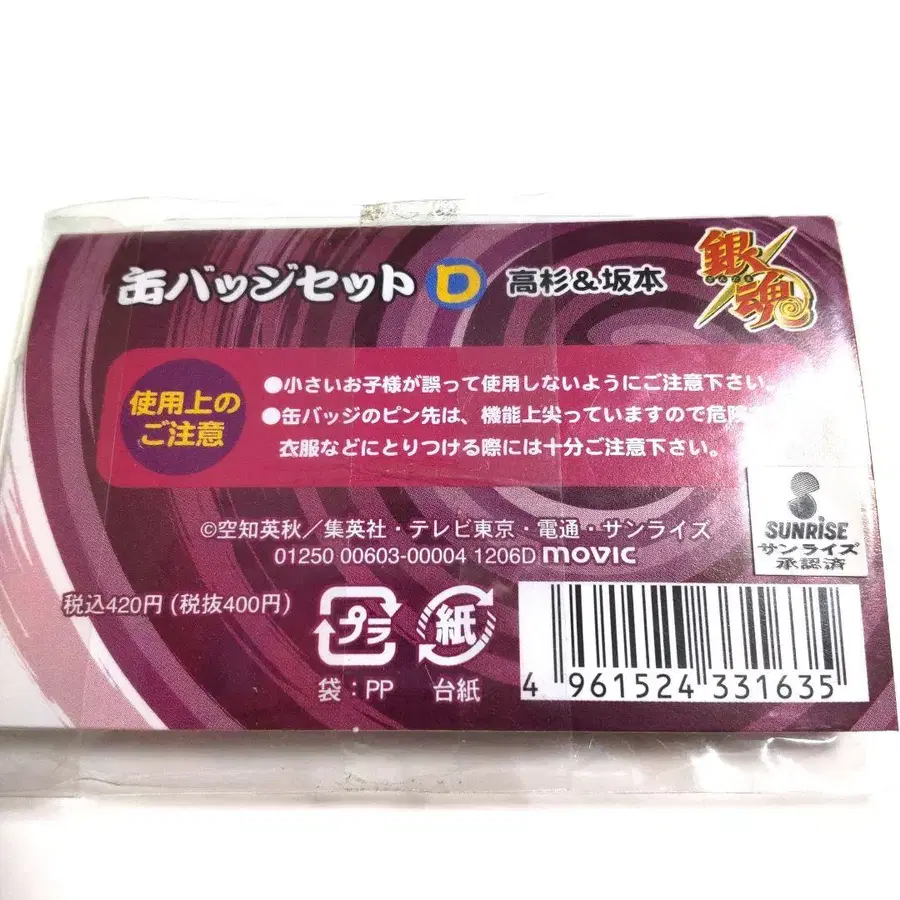 缶バッジセット D 高杉&坂本
銀魂
使用上の
ご注意
●小さいお子様が誤って使用しないようにご注意下さい。
●缶バッジのピン先は、機能上尖っていますので危険
衣服などにとりつける際には十分ご注意下さい。
©空知英秋/集英社・テレビ東京・電通・サンライズ
01250 00603-00004 1206D movic
SUNRISE
サンライズ
承認済
税込420円 (税抜400円)
プラ
袋:PP
紙
台紙
4 961524 331635